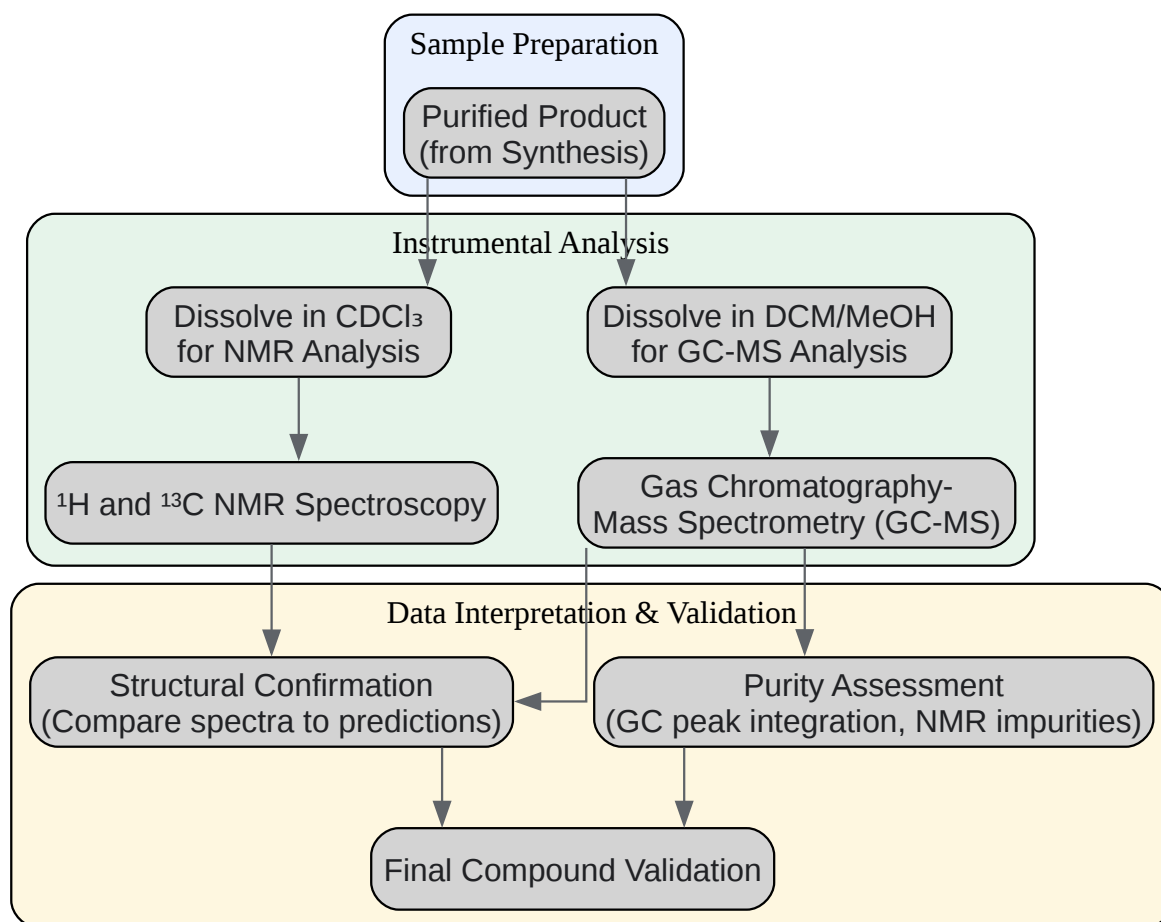 Sample Preparation
Purified Product
(from Synthesis)
Instrumental Analysis
Dissolve in CDCl₃
for NMR Analysis
Dissolve in DCM/MeOH
for GC-MS Analysis
¹H and ¹³C NMR Spectroscopy
Gas Chromatography-
Mass Spectrometry (GC-MS)
Data Interpretation & Validation
Structural Confirmation
(Compare spectra to predictions)
Purity Assessment
(GC peak integration, NMR impurities)
Final Compound Validation